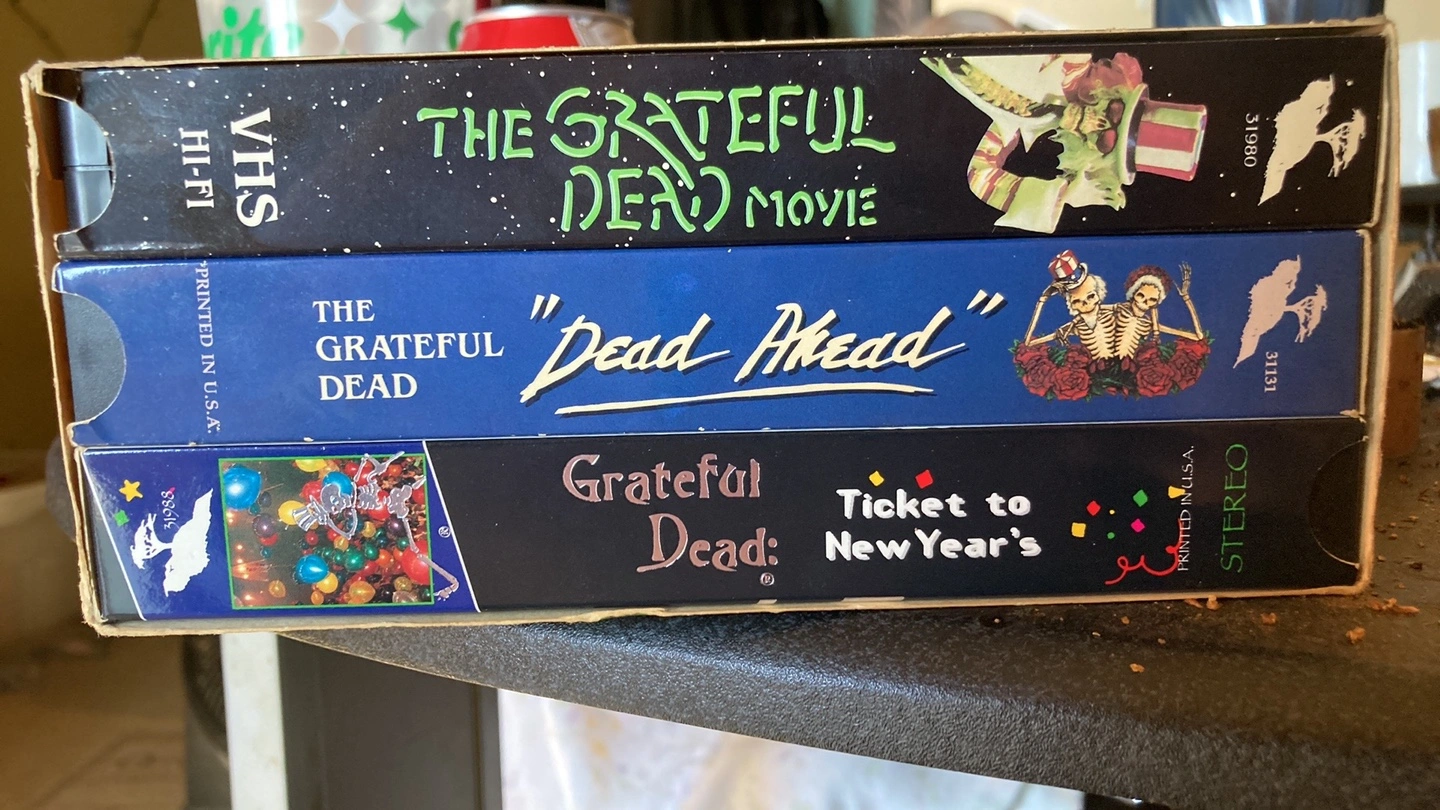 rite
VHS
HI-FI
THE GRATEFUL
DEAD MOVIE
31980
PRINTED IN U.S.A.
THE
GRATEFUL
DEAD
"Dead Ahead"
31131
31988
®
Grateful
Dead:
®
Ticket to
New Year's
PRINTED IN U.S.A.
STEREO